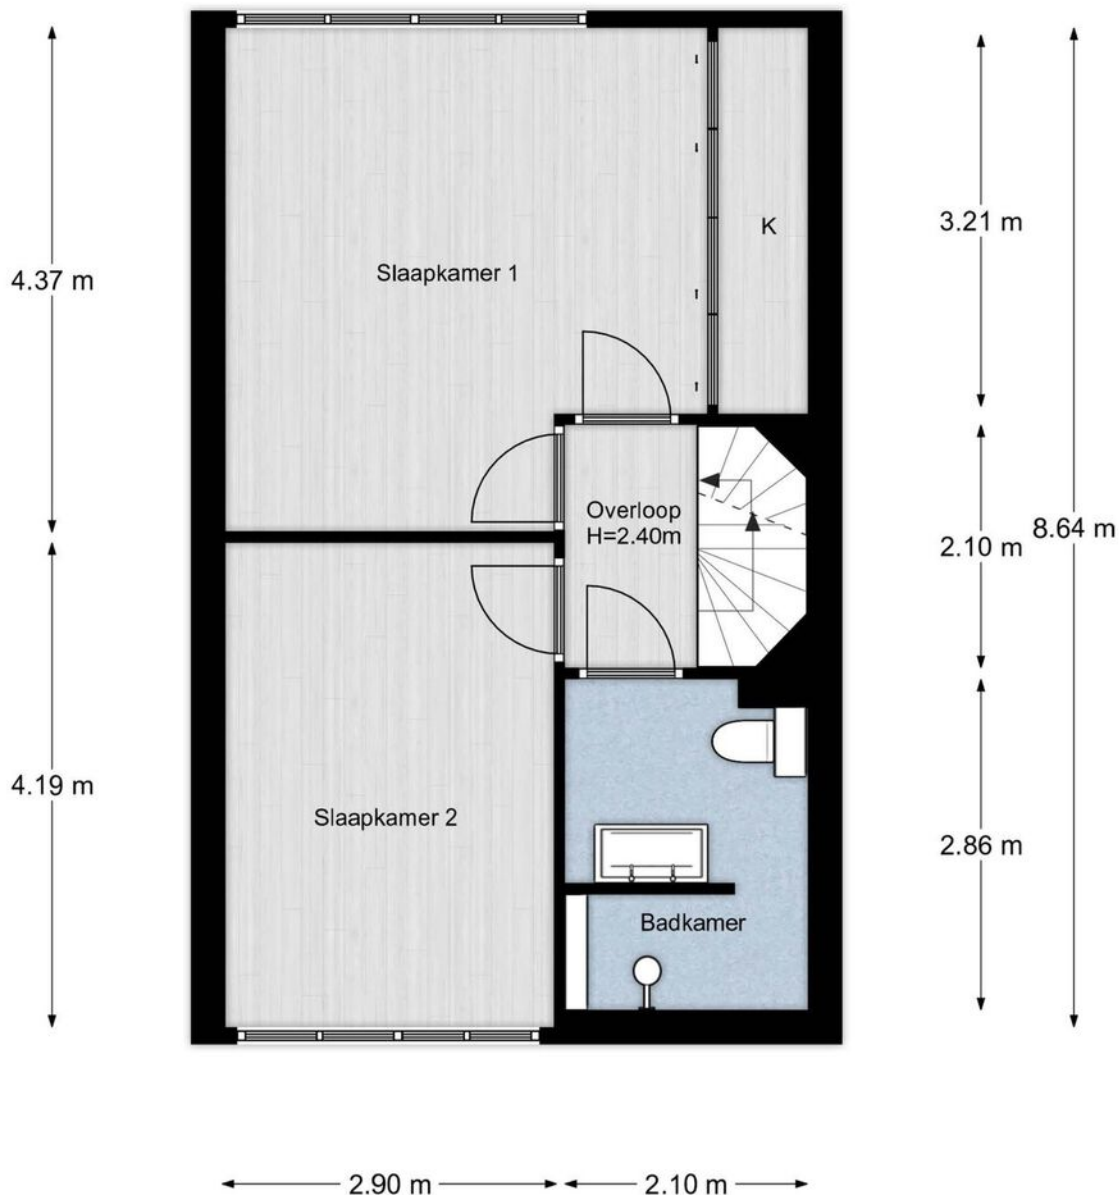 4.37 m
Slaapkamer 1
K
3.21 m
Overloop
H=2.40m
2.10 m
8.64 m
4.19 m
Slaapkamer 2
2.86 m
Badkamer
2.90 m
2.10 m